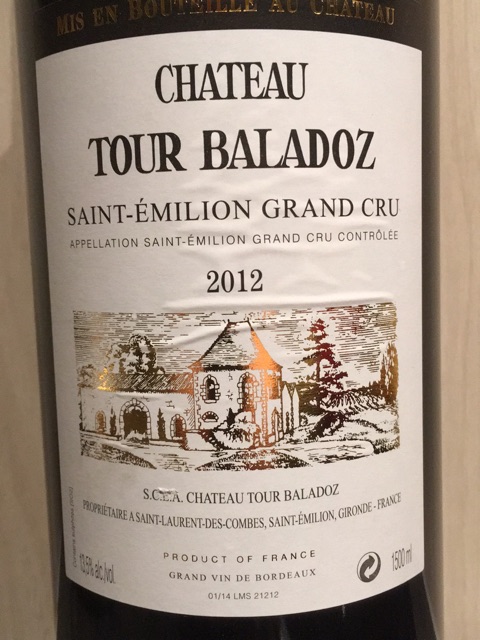 MIS EN BOUTEILLE AU CHATEAU
CHATEAU
TOUR BALADOZ
SAINT-ÉMILION GRAND CRU
APPELLATION SAINT-ÉMILION GRAND CRU CONTRÔLÉE
2012
S.C.E.A. CHATEAU TOUR BALADOZ
PROPRIÉTAIRE A SAINT-LAURENT-DES-COMBES, SAINT-ÉMILION, GIRONDE - FRANCE
PRODUCT OF FRANCE
GRAND VIN DE BORDEAUX
13,5% alc./vol.
1500 ml
01/14 LMS 21212